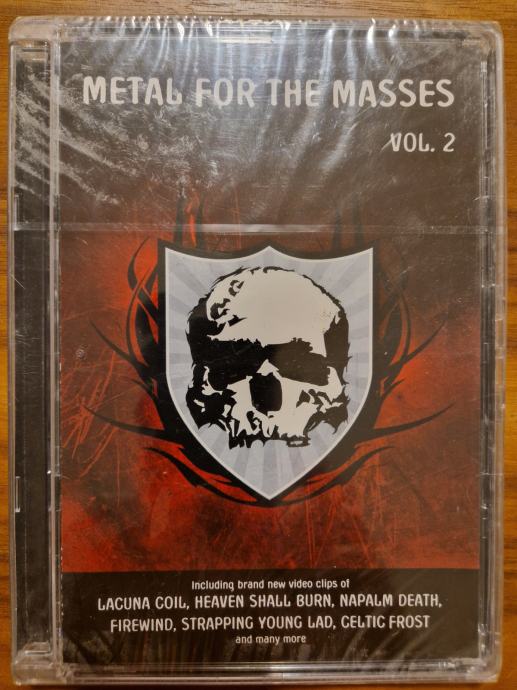 METAL FOR THE MASSES
VOL. 2
Including brand new video clips of
LACUNA COIL, HEAVEN SHALL BURN, NAPALM DEATH,
FIREWIND, STRAPPING YOUNG LAD, CELTIC FROST
and many more